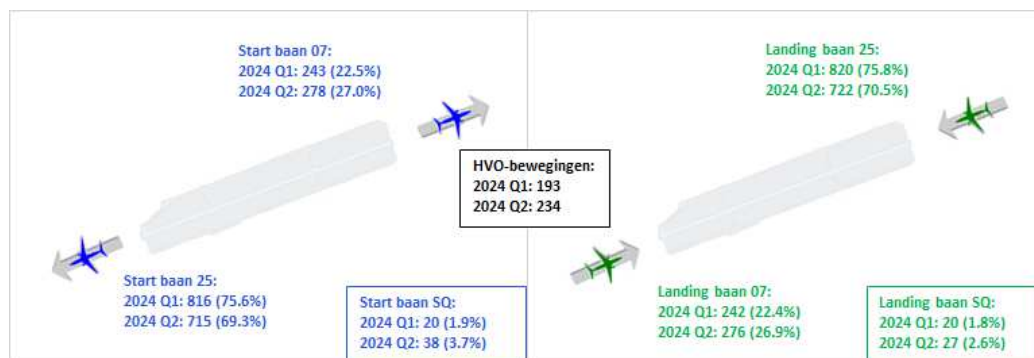 Start baan 07:
2024 Q1: 243 (22.5%)
2024 Q2: 278 (27.0%)
Start baan 25:
2024 Q1: 816 (75.6%)
2024 Q2: 715 (69.3%)
Start baan SQ:
2024 Q1: 20 (1.9%)
2024 Q2: 38 (3.7%)
HVO-bewegingen:
2024 Q1: 193
2024 Q2: 234
Landing baan 25:
2024 Q1: 820 (75.8%)
2024 Q2: 722 (70.5%)
Landing baan 07:
2024 Q1: 242 (22.4%)
2024 Q2: 276 (26.9%)
Landing baan SQ:
2024 Q1: 20 (1.8%)
2024 Q2: 27 (2.6%)